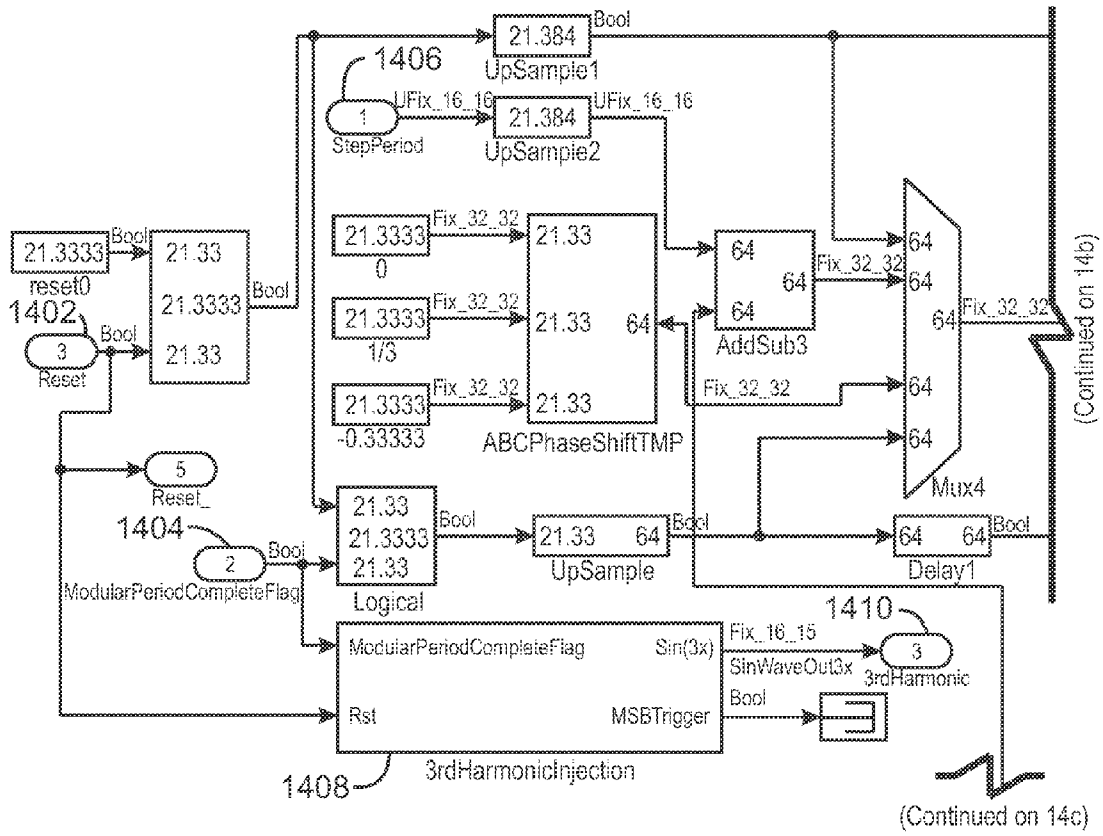 Bool
21.384
UpSample1
1406
UFix_16_16
1
StepPeriod
UFix_16_16
21.384
UpSample2
Bool
21.3333
reset0
21.33
21.3333
21.33
Bool
1402
3
Reset
Bool
Fix_32_32
21.3333
0
Fix_32_32
21.3333
1/3
Fix_32_32
21.3333
-0.33333
21.33
21.33
64
21.33
ABCPhaseShiftTMP
64
64
64
AddSub3
Fix_32_32
Fix_32_32
64
64
64
64
64
Mux4
Fix_32_32
(Continued on 14b)
5
Reset_
1404
2
Bool
ModularPeriodCompleteFlag
21.33
21.3333
21.33
Logical
Bool
21.33 64
UpSample
Bool
64 64
Delay1
Bool
ModularPeriodCompleteFlag
Sin(3x)
Rst
MSBTrigger
3rdHarmonicInjection
1408
Fix_16_15
SinWaveOut3x
Bool
1410
3
3rdHarmonic
(Continued on 14c)